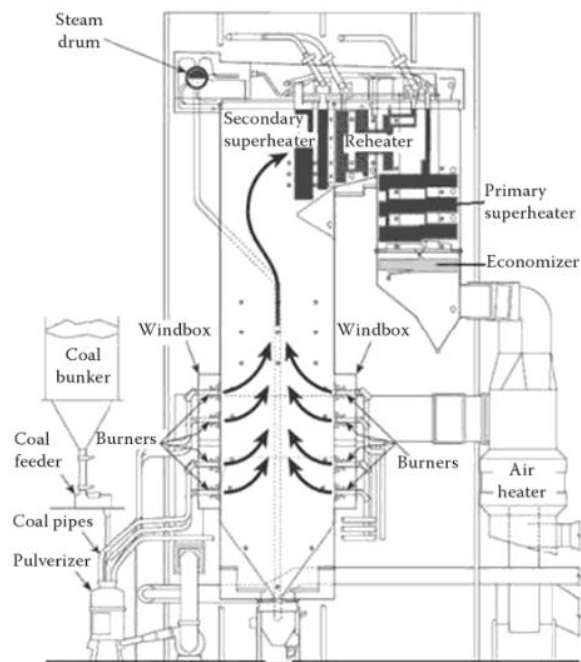 Steam
drum
Secondary
superheater
Reheater
Primary
superheater
Economizer
Windbox
Windbox
Coal
bunker
Coal
feeder
Burners
Burners
Air
heater
Coal pipes
Pulverizer